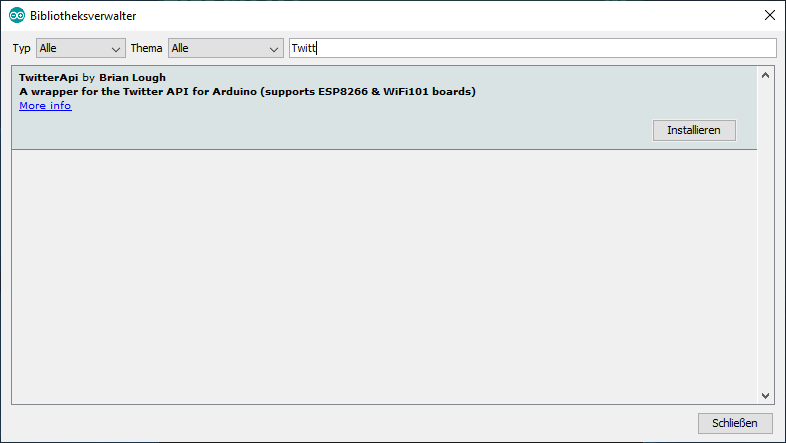 Bibliotheksverwalter
Typ Alle Thema Alle Twitt
TwitterApi by Brian Lough
A wrapper for the Twitter API for Arduino (supports ESP8266 & WiFi101 boards)
More info
Installieren
Schließen